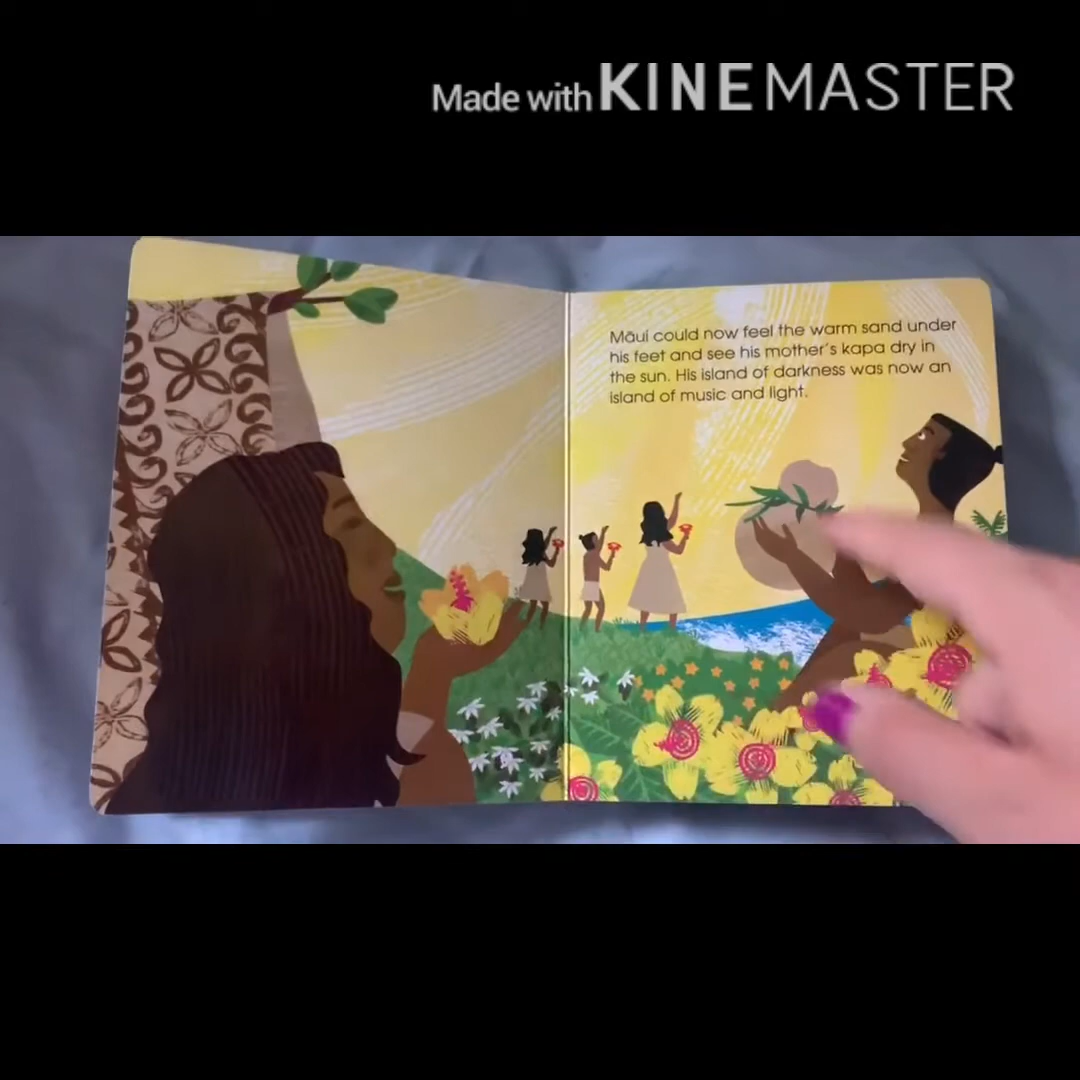 Made with KINEMASTER
Māui could now feel the warm sand under
his feet and see his mother's kapa dry in
the sun. His island of darkness was now an
island of music and light.